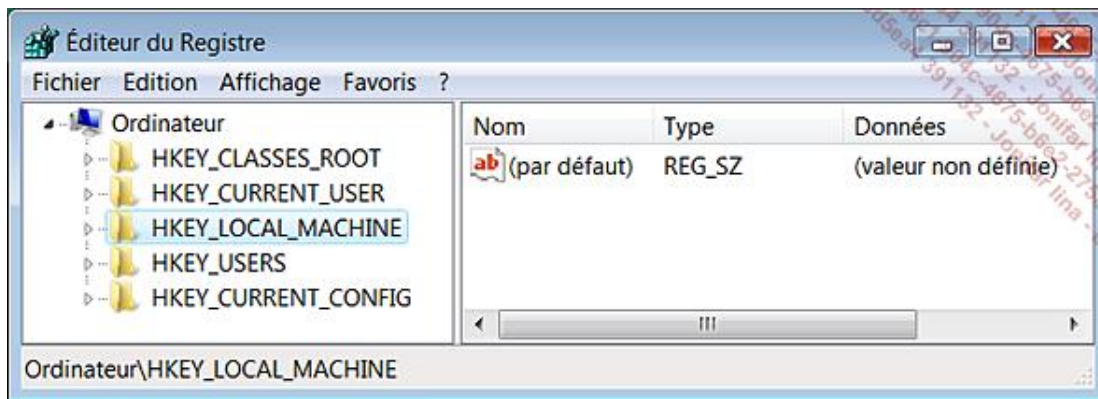 Éditeur du Registre
Fichier Edition Affichage Favoris ?
Ordinateur
HKEY_CLASSES_ROOT
HKEY_CURRENT_USER
HKEY_LOCAL_MACHINE
HKEY_USERS
HKEY_CURRENT_CONFIG
Nom Type Données
ab (par défaut) REG_SZ (valeur non définie)
Ordinateur\HKEY_LOCAL_MACHINE